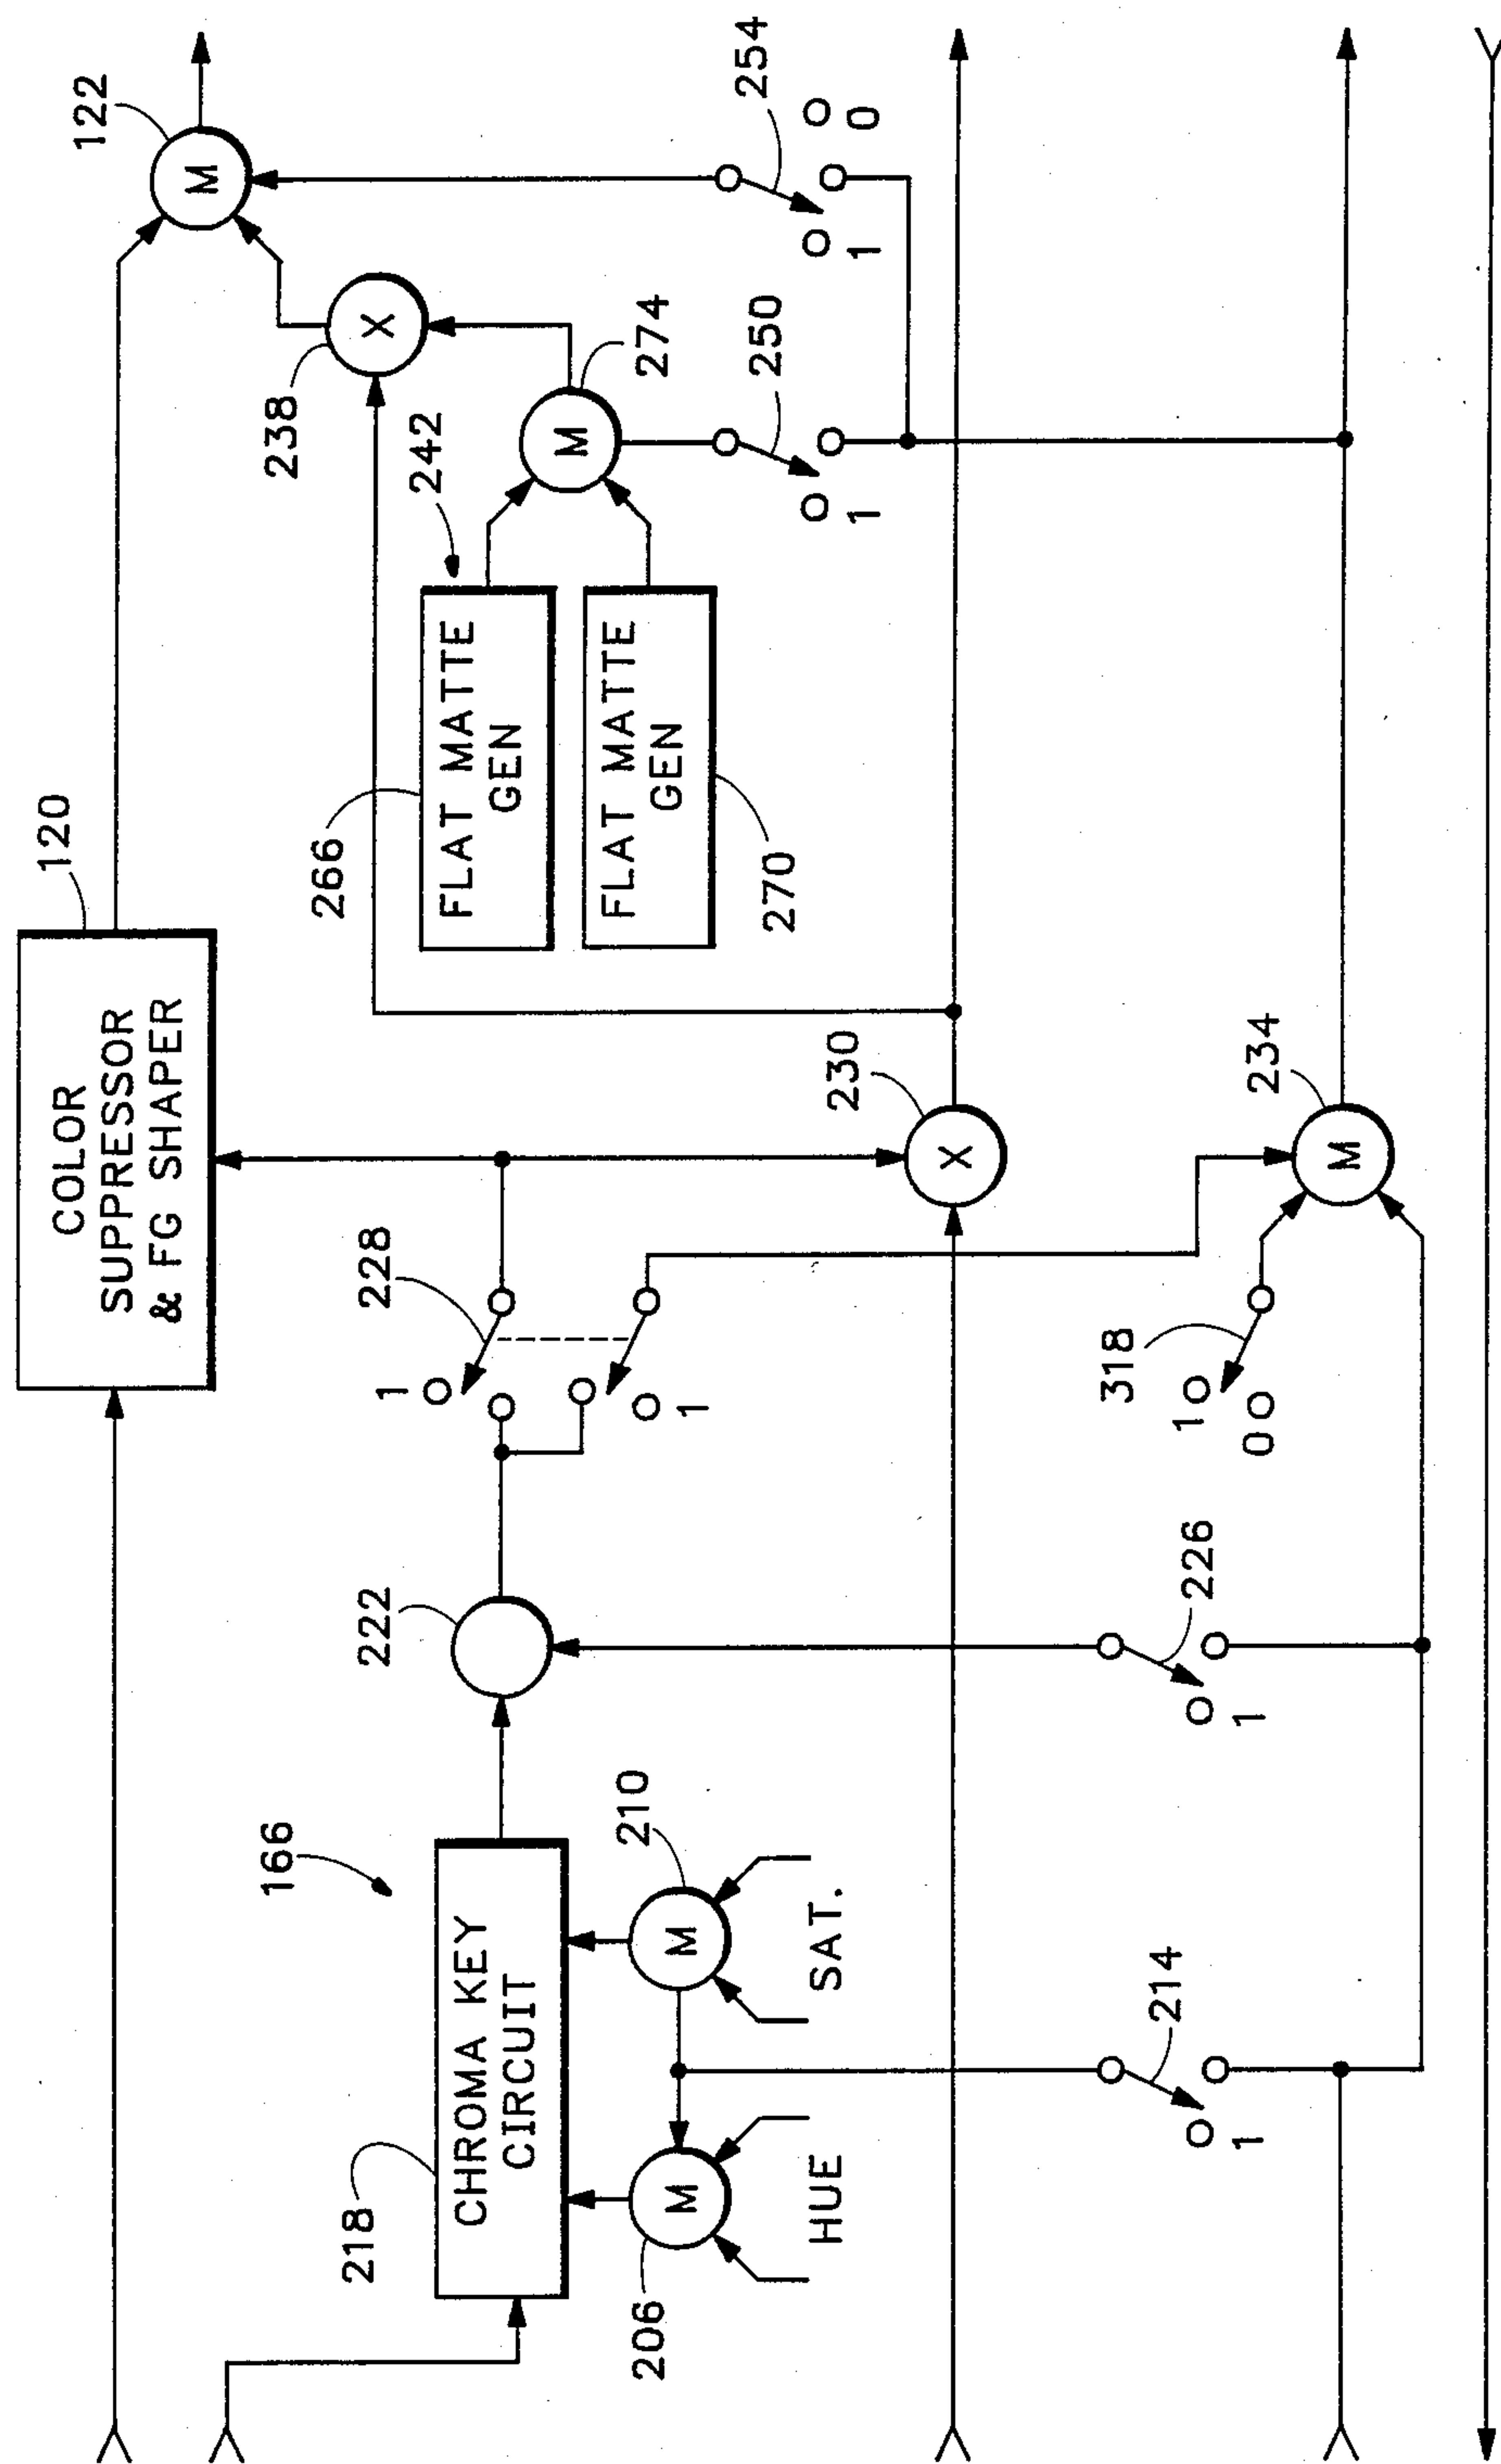 120
COLOR
SUPPRESSOR
& FG SHAPER
122
M
238
X
266
242
FLAT MATTE
GEN
274
M
270
FLAT MATTE
GEN
250
1
254
1
0
166
218
CHROMA KEY
CIRCUIT
222
228
1
1
206
M
HUE
210
M
SAT.
230
X
214
1
226
1
318
1
0
234
M